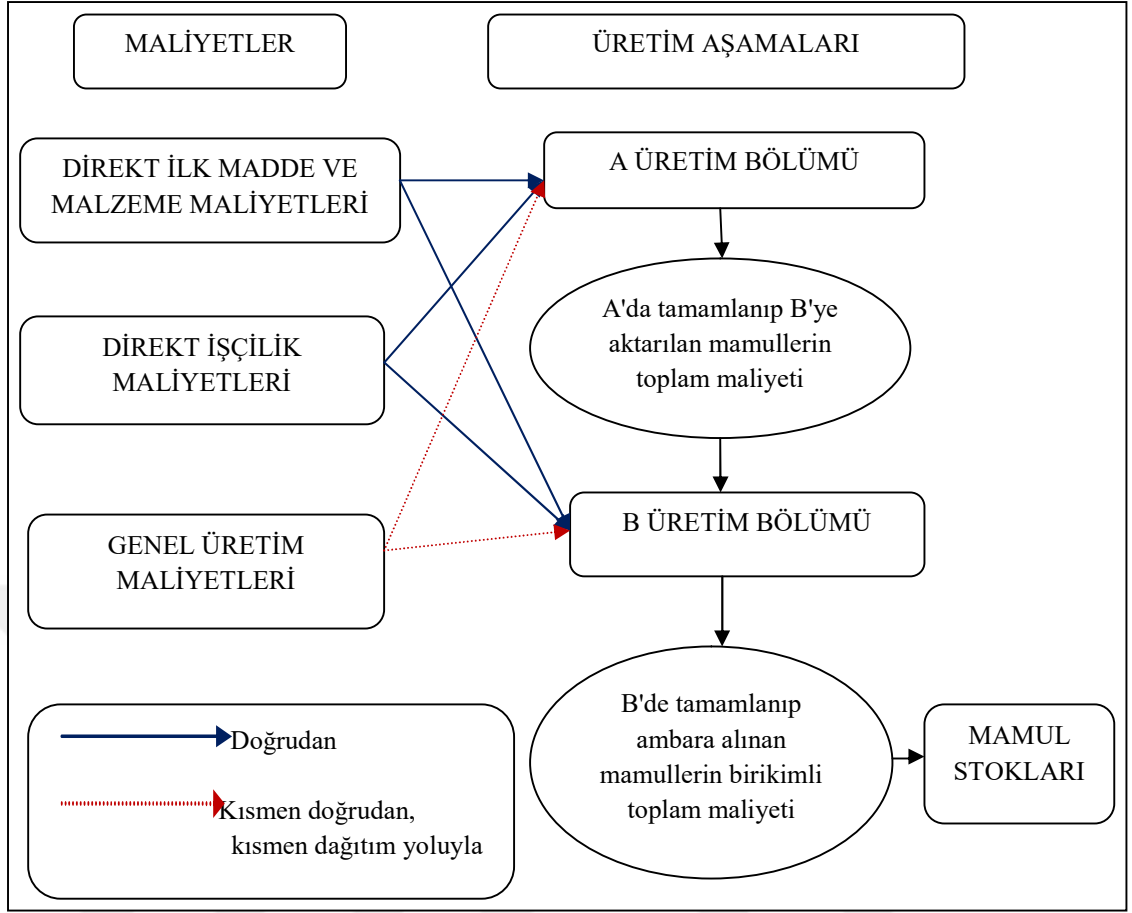 MALİYETLER
ÜRETİM AŞAMALARI
DİREKT İLK MADDE VE
MALZEME MALİYETLERİ
A ÜRETİM BÖLÜMÜ
A'da tamamlanıp B'ye
aktarılan mamullerin
toplam maliyeti
DİREKT İŞÇİLİK
MALİYETLERİ
GENEL ÜRETİM
MALİYETLERİ
B ÜRETİM BÖLÜMÜ
B'de tamamlanıp
ambara alınan
mamullerin birikimli
toplam maliyeti
MAMUL
STOKLARI
Doğrudan
Kısmen doğrudan,
kısmen dağıtım yoluyla